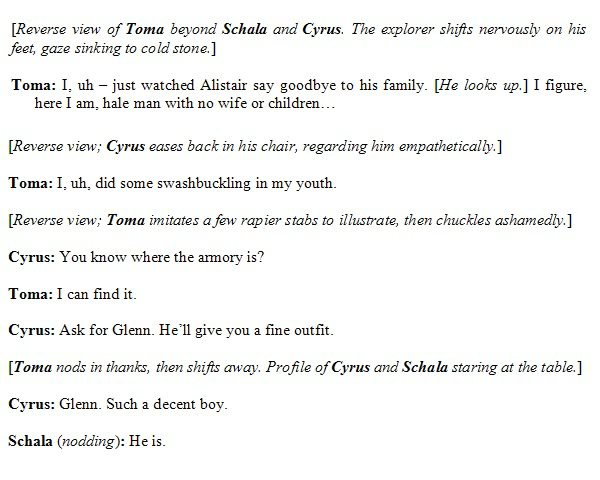 [Reverse view of Toma beyond Schala and Cyrus. The explorer shifts nervously on his
feet, gaze sinking to cold stone.]
Toma: I, uh – just watched Alistair say goodbye to his family. [He looks up.] I figure,
here I am, hale man with no wife or children…
[Reverse view; Cyrus eases back in his chair, regarding him empathetically.]
Toma: I, uh, did some swashbuckling in my youth.
[Reverse view; Toma imitates a few rapier stabs to illustrate, then chuckles ashamedly.]
Cyrus: You know where the armory is?
Toma: I can find it.
Cyrus: Ask for Glenn. He’ll give you a fine outfit.
[Toma nods in thanks, then shifts away. Profile of Cyrus and Schala staring at the table.]
Cyrus: Glenn. Such a decent boy.
Schala (nodding): He is.